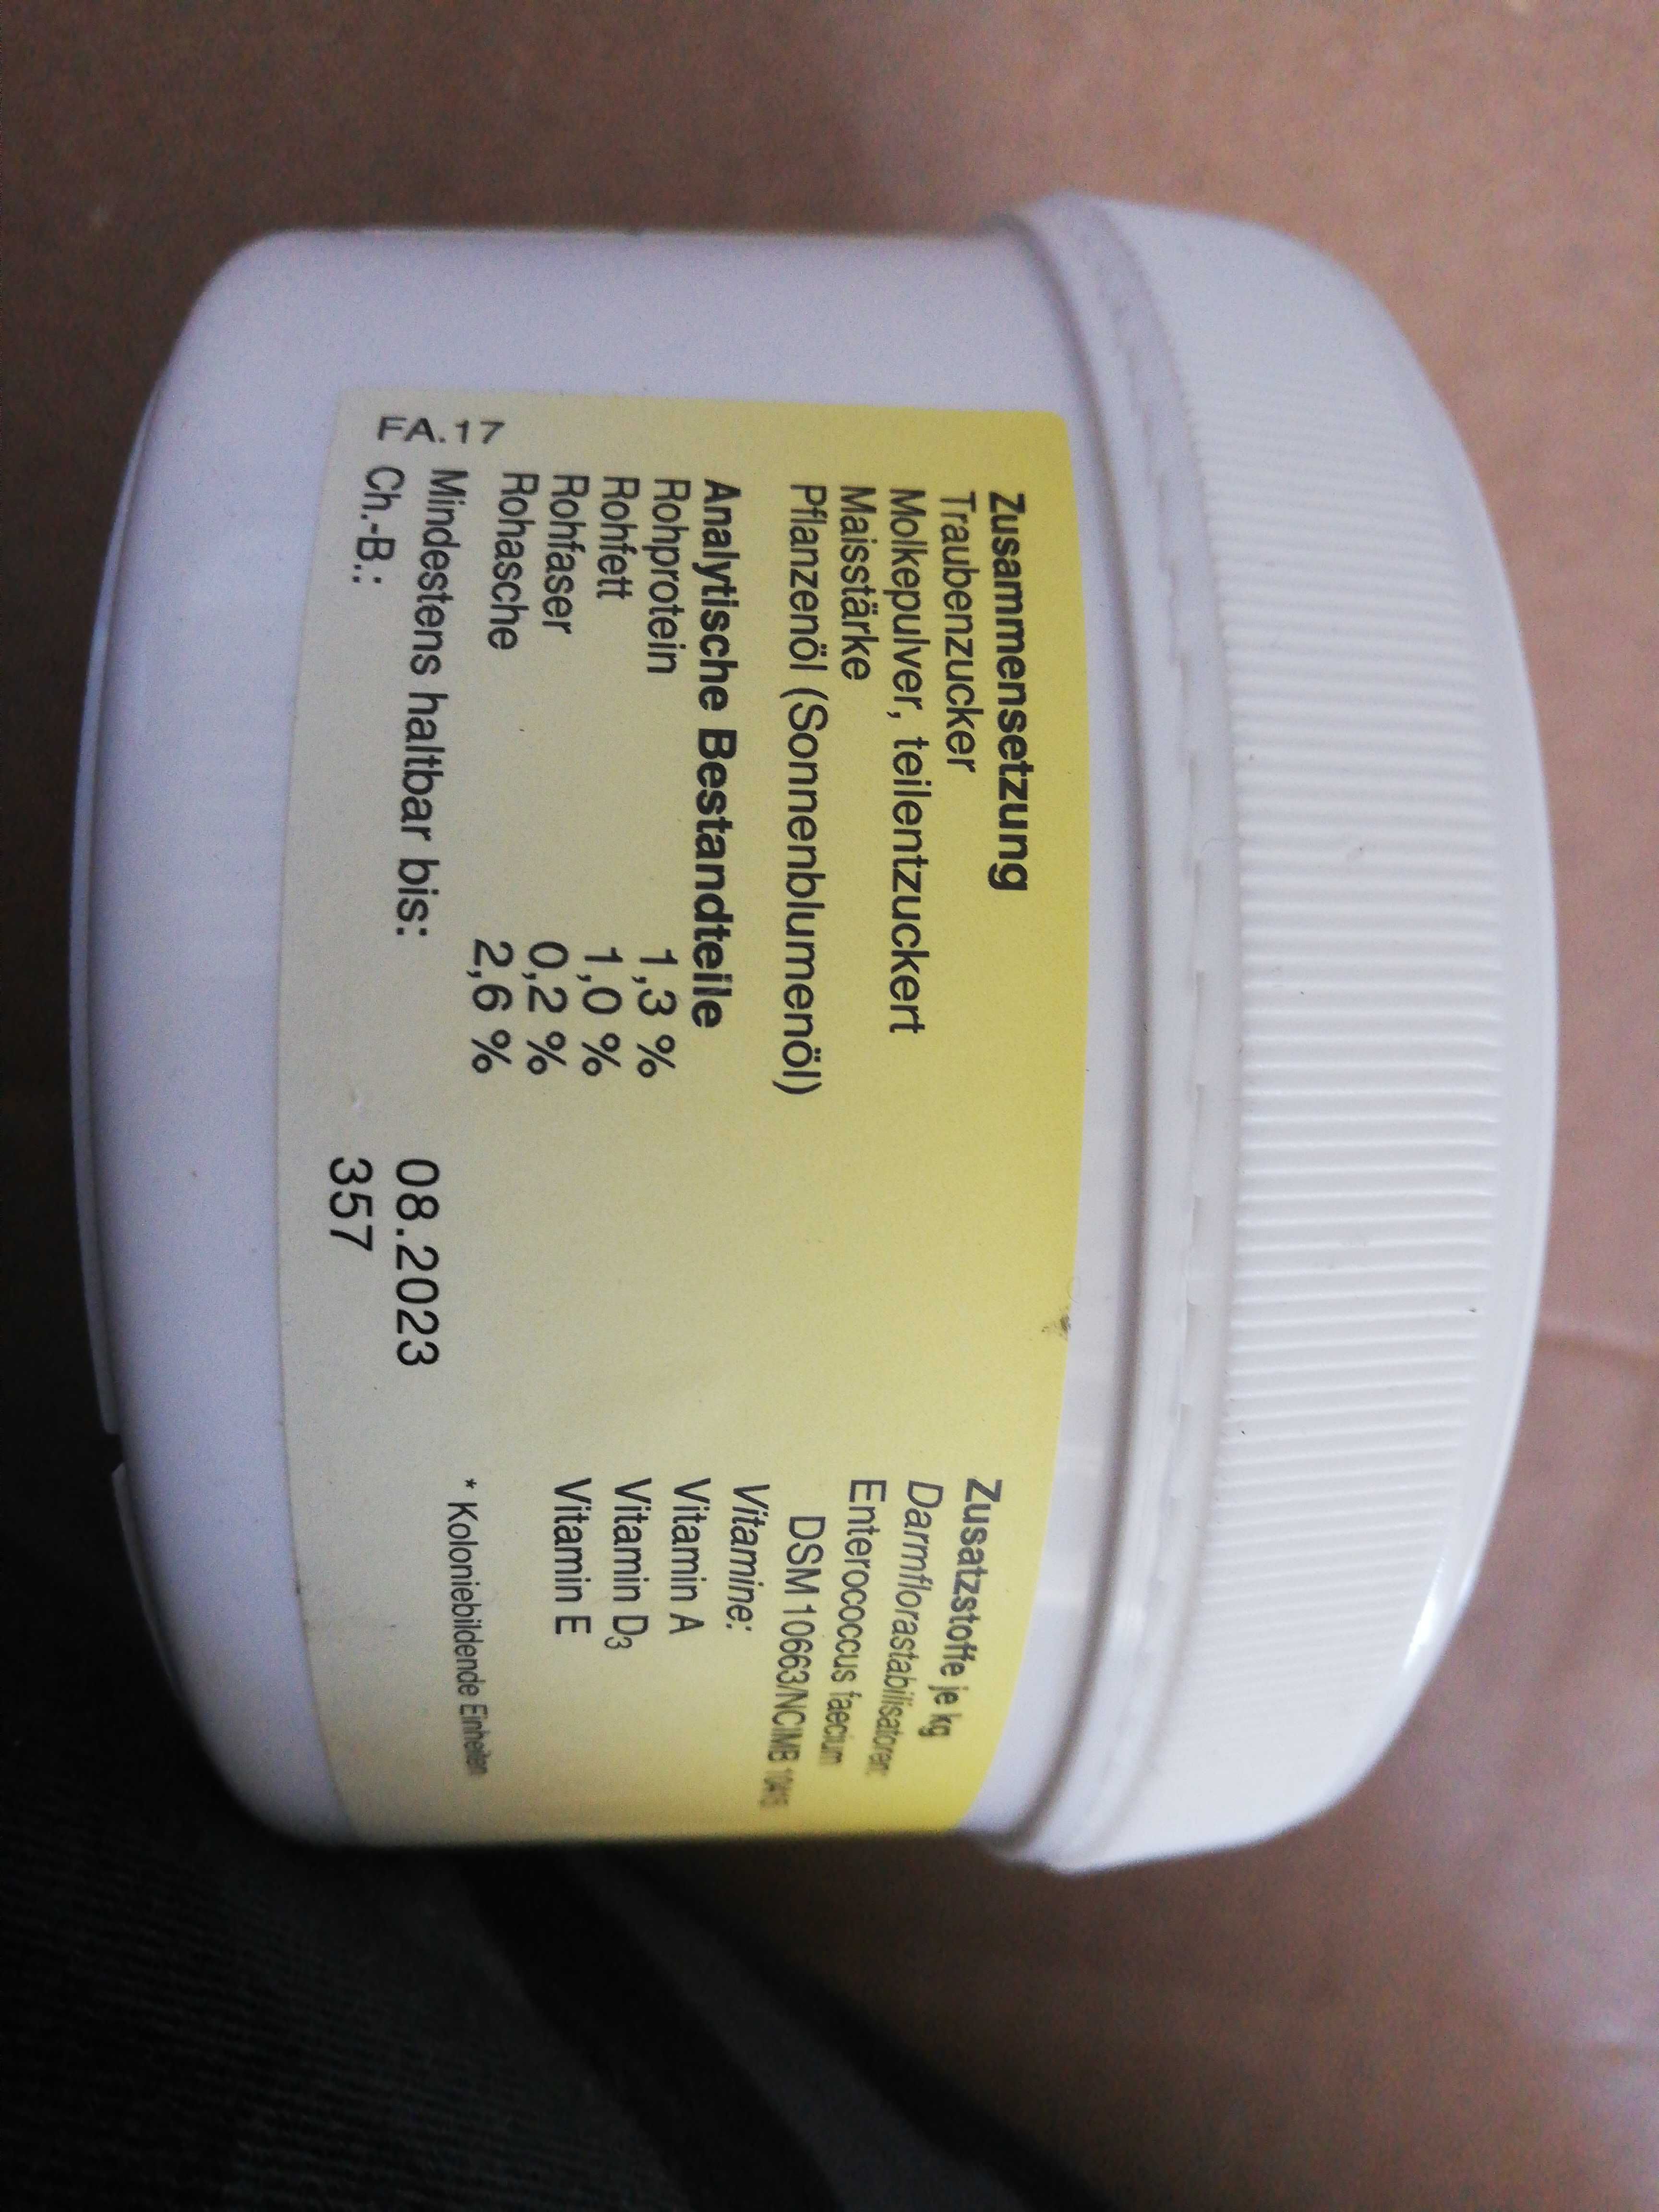 Zusammensetzung
Traubenzucker
Molkepulver, teilentzuckert
Maisstärke
Pflanzenöl (Sonnenblumenöl)
Analytische Bestandteile
Rohprotein 1,3 %
Rohfett 1,0 %
Rohfaser 0,2 %
Rohasche 2,6 %
Mindestens haltbar bis: 08.2023
FA.17 Ch.-B.: 357
Zusatzstoffe je kg
Darmflorastabilisatoren:
Enterococcus faecium
DSM 10663/NCIMB
Vitamine:
Vitamin A
Vitamin D₃
Vitamin E
* Koloniebildende Einheiten